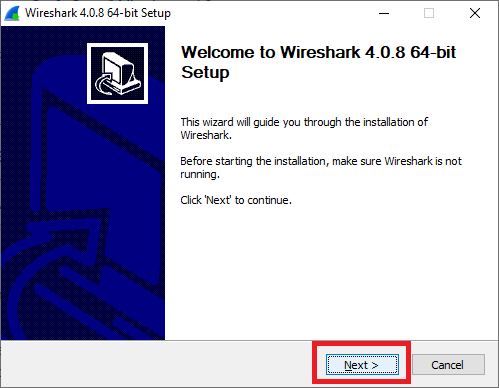 Wireshark 4.0.8 64-bit Setup
Welcome to Wireshark 4.0.8 64-bit
Setup
This wizard will guide you through the installation of
Wireshark.
Before starting the installation, make sure Wireshark is not
running.
Click 'Next' to continue.
Next >
Cancel